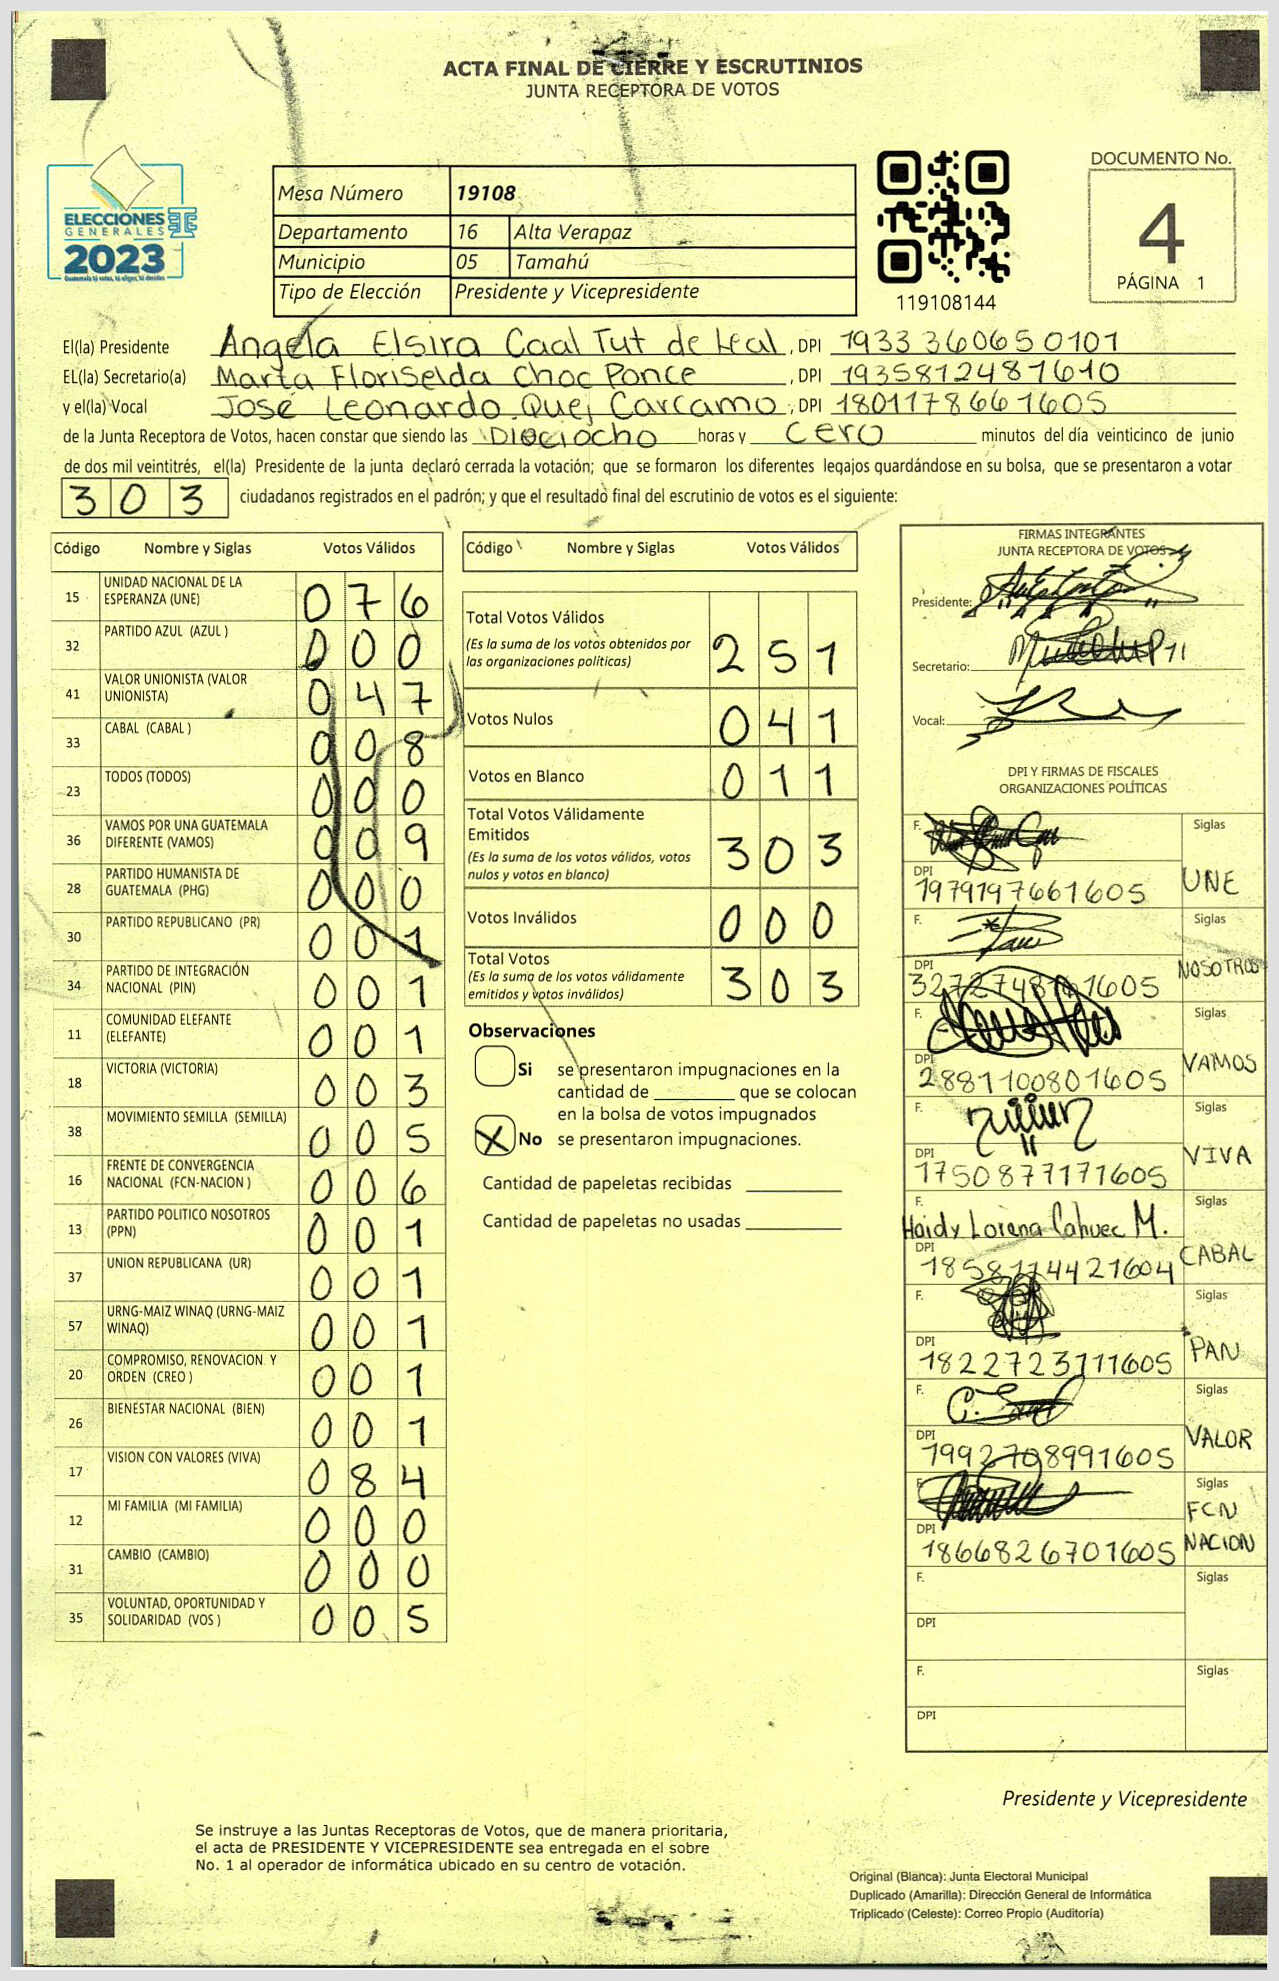 ACTA FINAL DE CIERRE Y ESCRUTINIOS
JUNTA RECEPTORA DE VOTOS
ELECCIONES
GENERALES
2023
Mesa Número 19108
Departamento 16 Alta Verapaz
Municipio 05 Tamahú
Tipo de Elección Presidente y Vicepresidente
119108144
DOCUMENTO No.
4
PÁGINA 1
El(la) Presidente Angela Elsira Caal Tut de Leal, DPI 1933360650101
EL(la) Secretario(a) Marta Floriselda Choc Ponce, DPI 1935812481610
y el(la) Vocal José Leonardo Quej Carcamo, DPI 1801178661605
de la Junta Receptora de Votos, hacen constar que siendo las Dieciocho horas y cero minutos del día veinticinco de junio
de dos mil veintitrés, el(la) Presidente de la junta declaró cerrada la votación; que se formaron los diferentes legajos guardándose en su bolsa, que se presentaron a votar
303 ciudadanos registrados en el padrón; y que el resultado final del escrutinio de votos es el siguiente:
Código Nombre y Siglas Votos Válidos
15 UNIDAD NACIONAL DE LA ESPERANZA (UNE) 076
32 PARTIDO AZUL (AZUL ) 000
41 VALOR UNIONISTA (VALOR UNIONISTA) 047
33 CABAL (CABAL ) 008
23 TODOS (TODOS) 000
36 VAMOS POR UNA GUATEMALA DIFERENTE (VAMOS) 009
28 PARTIDO HUMANISTA DE GUATEMALA (PHG) 000
30 PARTIDO REPUBLICANO (PR) 001
34 PARTIDO DE INTEGRACIÓN NACIONAL (PIN) 001
11 COMUNIDAD ELEFANTE (ELEFANTE) 001
18 VICTORIA (VICTORIA) 003
38 MOVIMIENTO SEMILLA (SEMILLA) 005
16 FRENTE DE CONVERGENCIA NACIONAL (FCN-NACION ) 006
13 PARTIDO POLITICO NOSOTROS (PPN) 001
37 UNION REPUBLICANA (UR) 001
57 URNG-MAIZ WINAQ (URNG-MAIZ WINAQ) 001
20 COMPROMISO, RENOVACION Y ORDEN (CREO ) 001
26 BIENESTAR NACIONAL (BIEN) 001
17 VISION CON VALORES (VIVA) 084
12 MI FAMILIA (MI FAMILIA) 000
31 CAMBIO (CAMBIO) 000
35 VOLUNTAD, OPORTUNIDAD Y SOLIDARIDAD (VOS ) 005
Código Nombre y Siglas Votos Válidos
Total Votos Válidos 251
(Es la suma de los votos obtenidos por
las organizaciones políticas)
Votos Nulos 041
Votos en Blanco 011
Total Votos Válidamente
Emitidos 303
(Es la suma de los votos válidos, votos
nulos y votos en blanco)
Votos Inválidos 000
Total Votos 303
(Es la suma de los votos válidamente
emitidos y votos inválidos)
Observaciones
Si se presentaron impugnaciones en la
cantidad de que se colocan
en la bolsa de votos impugnados
X No se presentaron impugnaciones.
Cantidad de papeletas recibidas
Cantidad de papeletas no usadas
FIRMAS INTEGRANTES
JUNTA RECEPTORA DE VOTOS
Presidente:
Secretario:
Vocal:
DPI Y FIRMAS DE FISCALES
ORGANIZACIONES POLÍTICAS
F. Siglas
DPI 1979197661605 UNE
F. Siglas
DPI NOSOTROS
F. Siglas
DPI 2881100801605 VAMOS
F. Siglas
DPI 1750877171605 VIVA
F. Haidy Lorena Cahuec M. Siglas
DPI 1858114421604 CABAL
F. Siglas
DPI 1822723111605 PAN
F. Siglas
DPI 1992708991605 VALOR
F. Siglas
DPI 1866826701605 FCN NACION
F. Siglas
DPI
F. Siglas
DPI
Presidente y Vicepresidente
Se instruye a las Juntas Receptoras de Votos, que de manera prioritaria,
el acta de PRESIDENTE Y VICEPRESIDENTE sea entregada en el sobre
No. 1 al operador de informática ubicado en su centro de votación.
Original (Blanca): Junta Electoral Municipal
Duplicado (Amarilla): Dirección General de Informática
Triplicado (Celeste): Correo Propio (Auditoría)